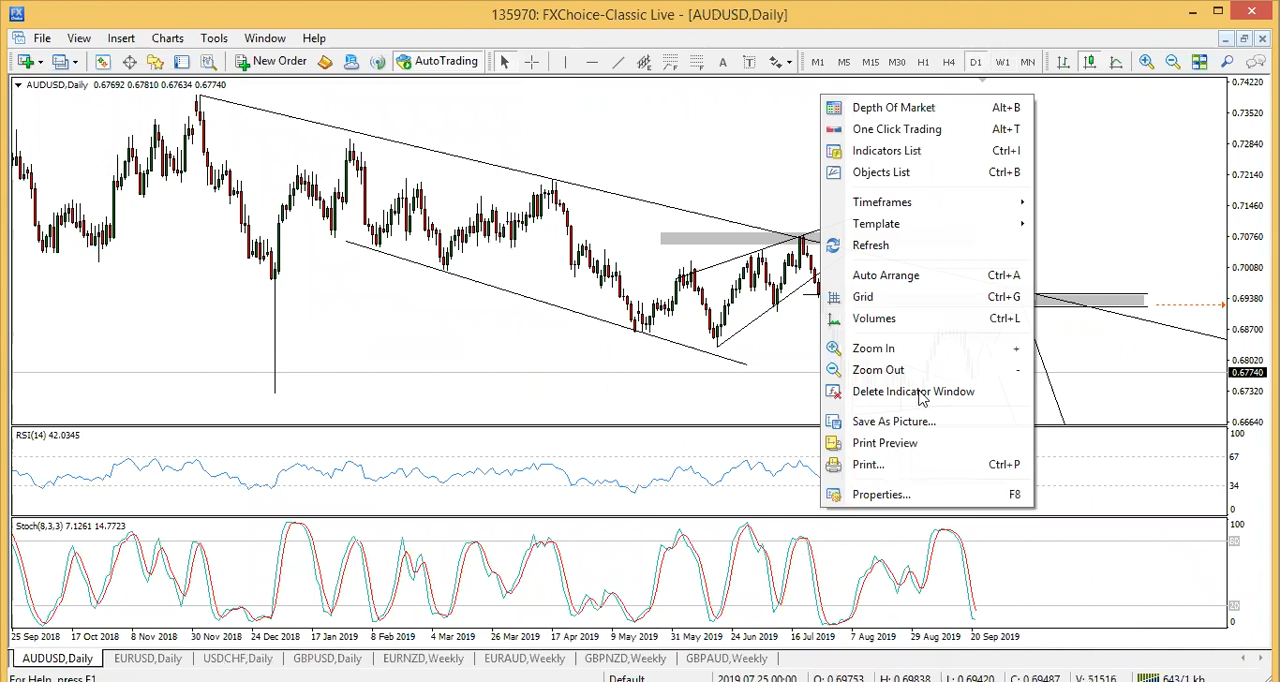 135970: FXChoice-Classic Live - [AUDUSD,Daily]
File View Insert Charts Tools Window Help
New Order AutoTrading A T M1 M5 M15 M30 H1 H4 D1 W1 MN
AUDUSD,Daily 0.67692 0.67810 0.67634 0.67740
0.74220
0.73520
0.72840
0.72140
0.70760
0.70080
0.69380
0.68700
0.68020
0.67740
0.67320
0.66640
Depth Of Market Alt+B
One Click Trading Alt+T
Indicators List Ctrl+I
Objects List Ctrl+B
Timeframes
Template
Refresh
Auto Arrange Ctrl+A
Grid Ctrl+G
Volumes Ctrl+L
Zoom In +
Zoom Out -
Delete Indicator Window
Save As Picture...
Print Preview
Print... Ctrl+P
Properties... F8
RSI(14) 42.0345
100
67
34
0
Stoch(8,3,3) 7.1261 14.7723
100
80
20
0
25 Sep 2018 17 Oct 2018 8 Nov 2018 30 Nov 2018 24 Dec 2018 17 Jan 2019 8 Feb 2019 4 Mar 2019 26 Mar 2019 17 Apr 2019 9 May 2019 31 May 2019 24 Jun 2019 16 Jul 2019 7 Aug 2019 29 Aug 2019 20 Sep 2019
AUDUSD,Daily EURUSD,Daily USDCHF,Daily GBPUSD,Daily EURNZD,Weekly EURAUD,Weekly GBPNZD,Weekly GBPAUD,Weekly
For Help, press F1 Default 2019.07.25 00:00 O: 0.69753 H: 0.69838 L: 0.69420 C: 0.69487 V: 51516 643/1 kb